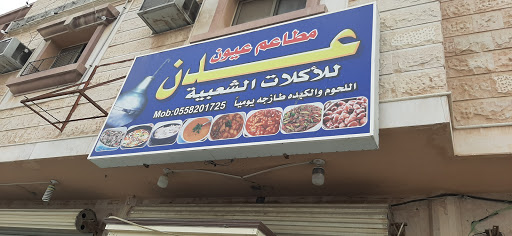 مطاعم عيون
عدن
للأكلات الشعبية
اللحوم والكبده طازجه يومياً
Mob:0558201725